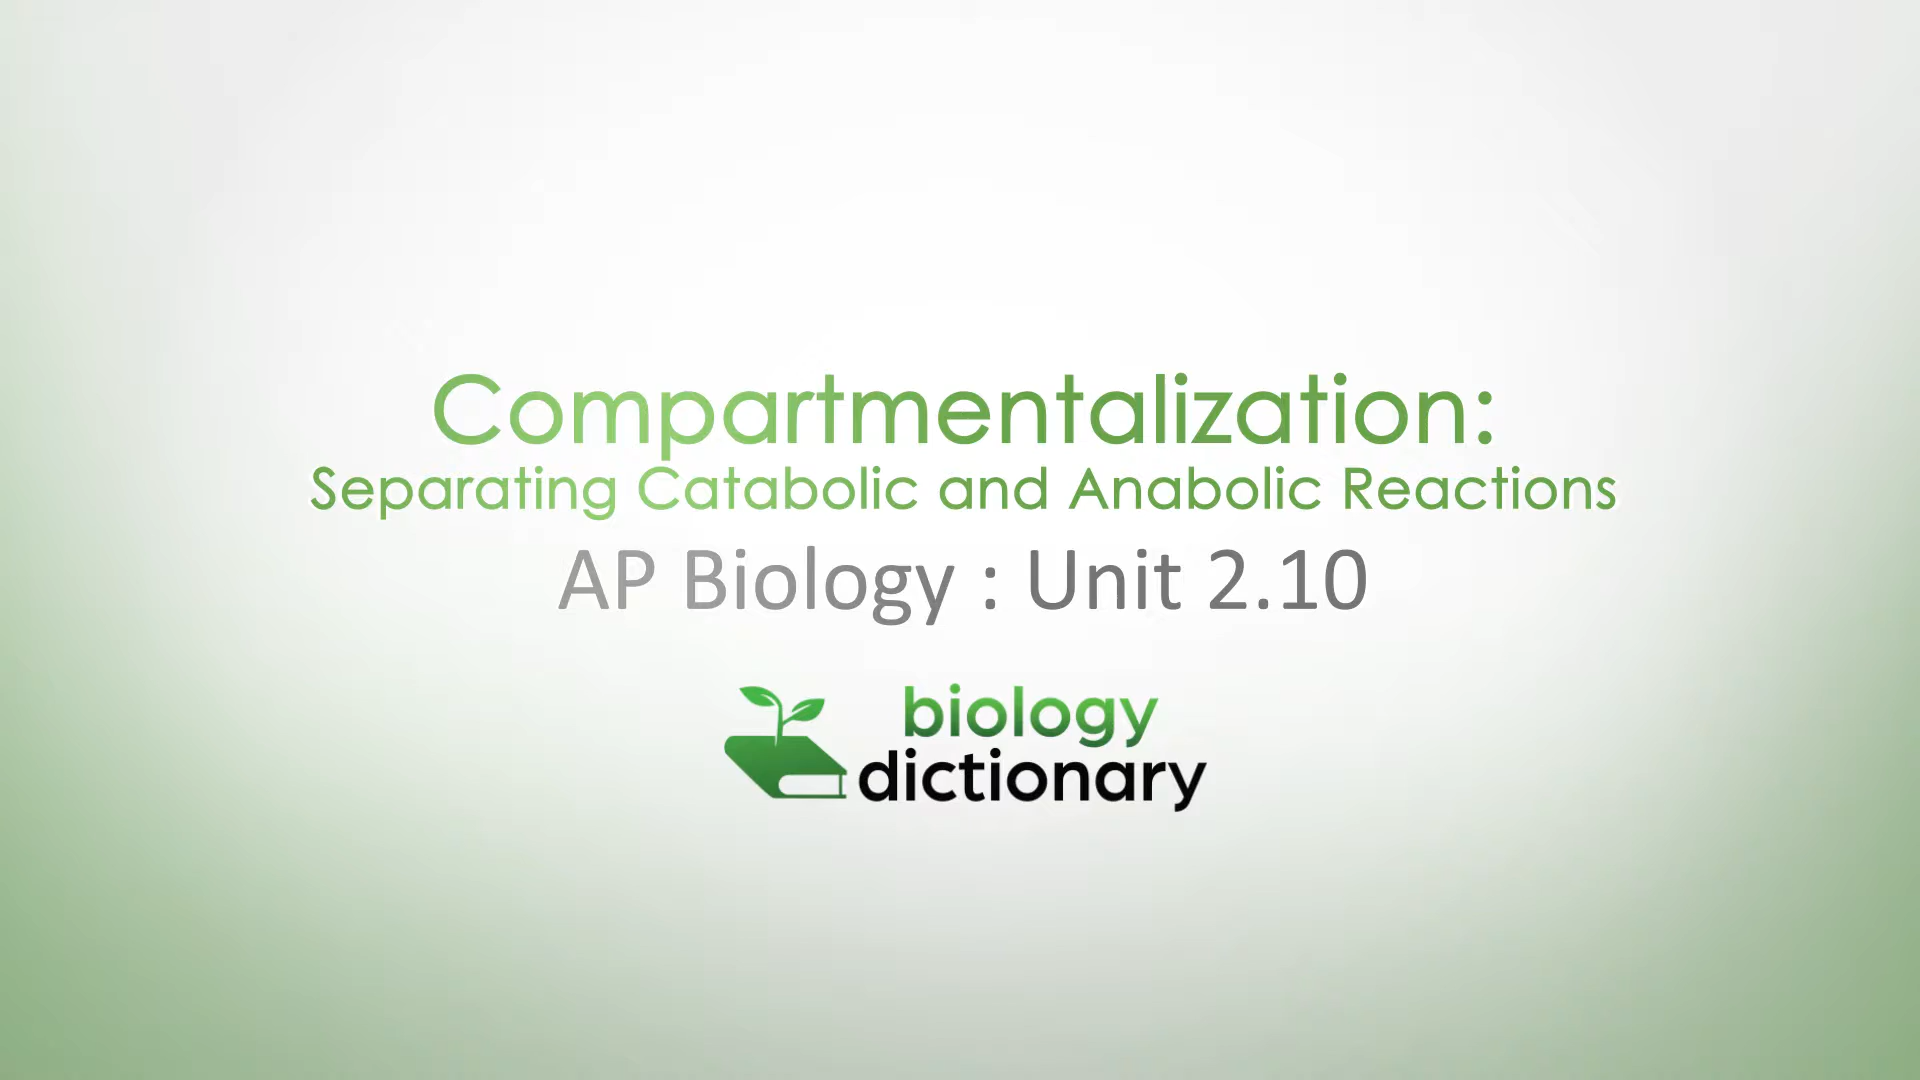 Compartmentalization:
Separating Catabolic and Anabolic Reactions
AP Biology : Unit 2.10
biology
dictionary